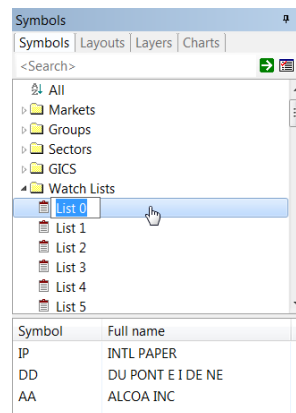 Symbols
Symbols Layouts Layers Charts
<Search>
All
Markets
Groups
Sectors
GICS
Watch Lists
List 0
List 1
List 2
List 3
List 4
List 5
Symbol Full name
IP INTL PAPER
DD DU PONT E I DE NE
AA ALCOA INC